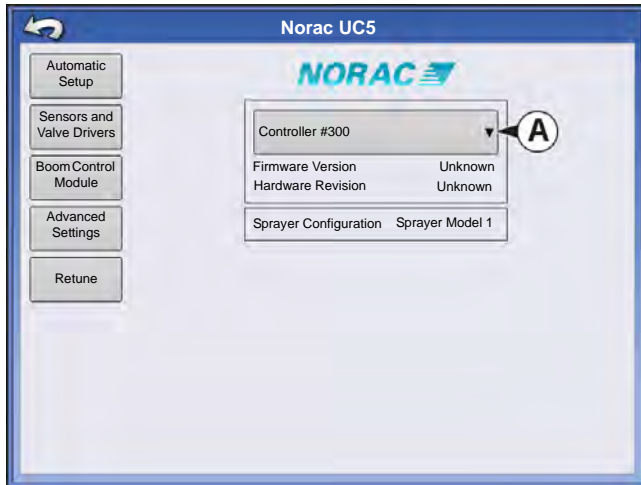 Norac UC5
Automatic
Setup
Sensors and
Valve Drivers
Boom Control
Module
Advanced
Settings
Retune
NORAC
Controller #300
A
Firmware Version Unknown
Hardware Revision Unknown
Sprayer Configuration Sprayer Model 1